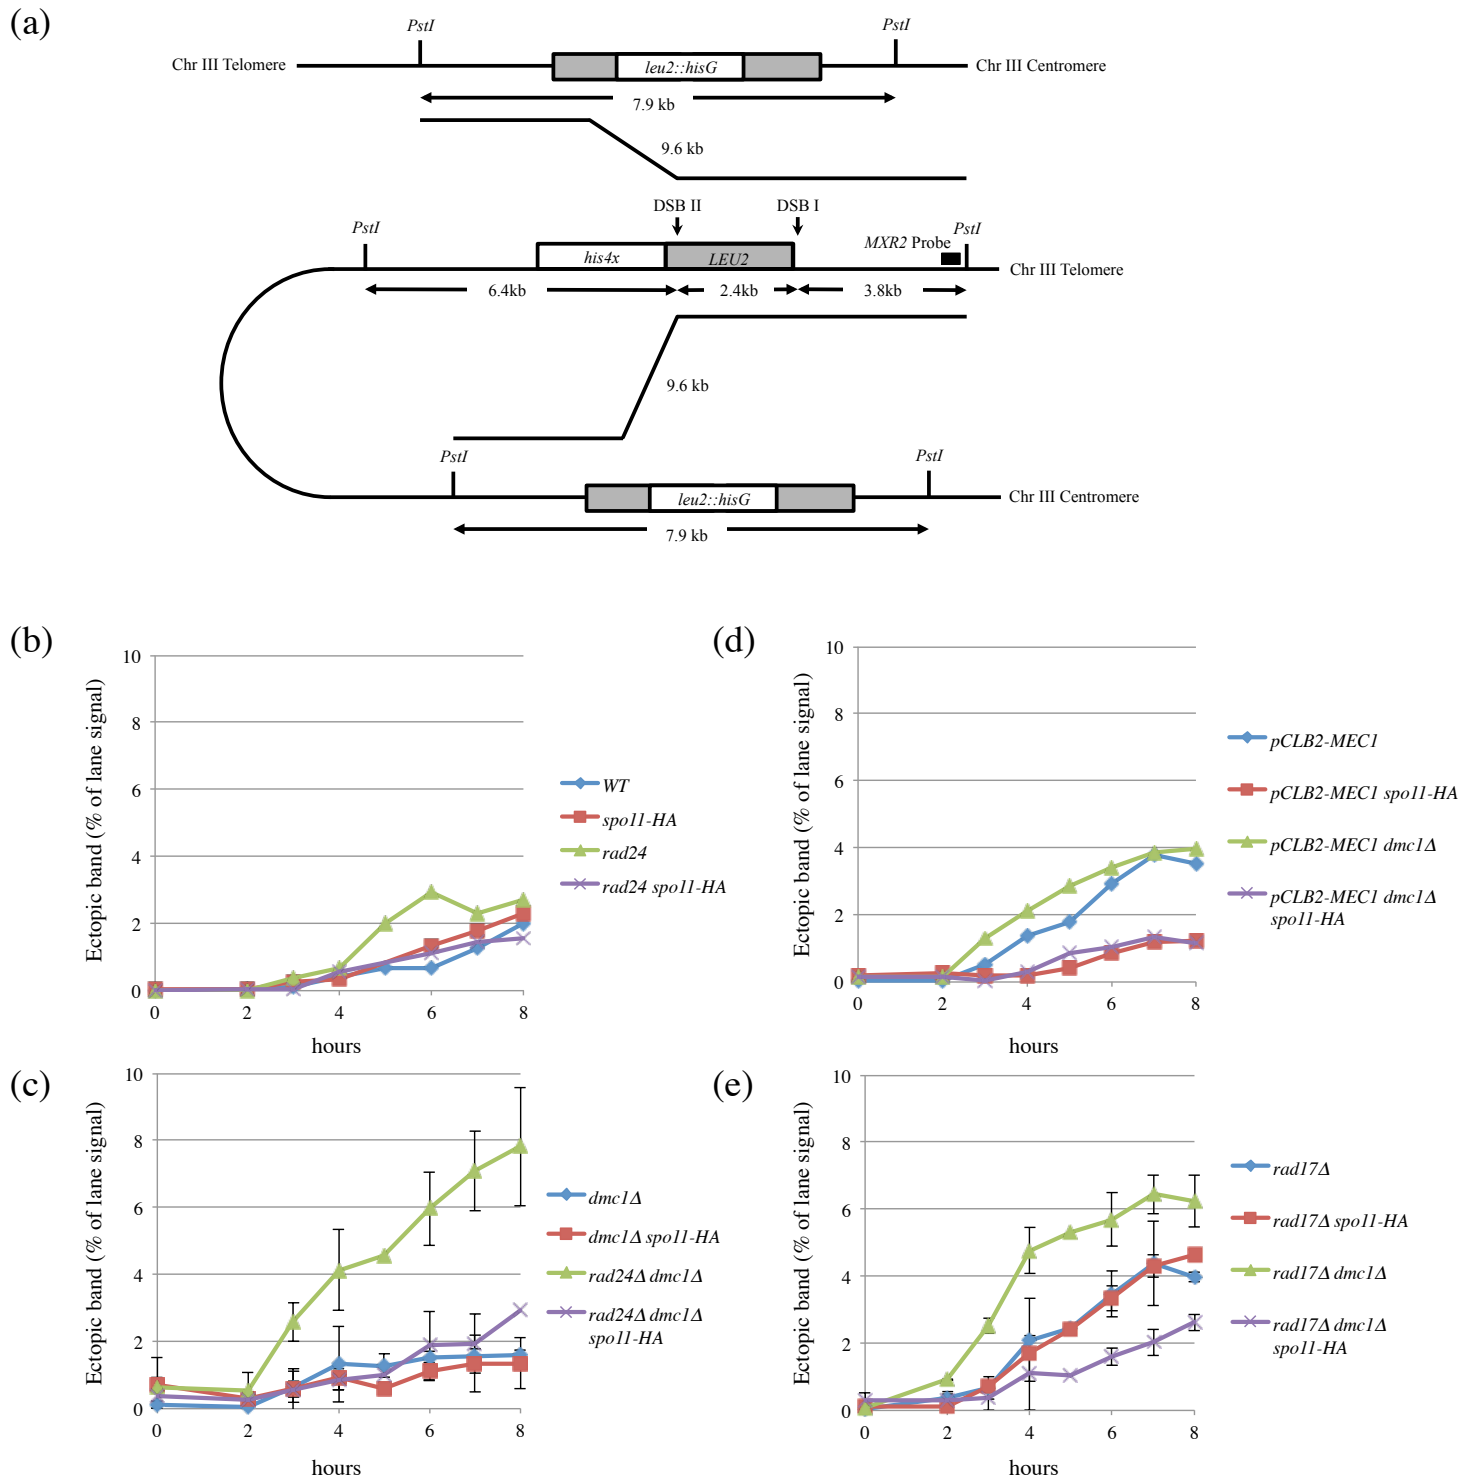 (a)
PstI
PstI
Chr III Telomere
leu2::hisG
Chr III Centromere
7.9 kb
9.6 kb
DSB II
DSB I
PstI
MXR2 Probe
PstI
his4x
LEU2
Chr III Telomere
6.4kb
2.4kb
3.8kb
9.6 kb
PstI
PstI
leu2::hisG
Chr III Centromere
7.9 kb
(b)
Ectopic band (% of lane signal)
10
8
6
4
2
0
0
2
4
6
8
hours
WT
spo11-HA
rad24
rad24 spo11-HA
(d)
Ectopic band (% of lane signal)
10
8
6
4
2
0
0
2
4
6
8
hours
pCLB2-MEC1
pCLB2-MEC1 spo11-HA
pCLB2-MEC1 dmc1Δ
pCLB2-MEC1 dmc1Δ
spo11-HA
(c)
Ectopic band (% of lane signal)
10
8
6
4
2
0
0
2
4
6
8
hours
dmc1Δ
dmc1Δ spo11-HA
rad24Δ dmc1Δ
rad24Δ dmc1Δ
spo11-HA
(e)
Ectopic band (% of lane signal)
10
8
6
4
2
0
0
2
4
6
8
hours
rad17Δ
rad17Δ spo11-HA
rad17Δ dmc1Δ
rad17Δ dmc1Δ
spo11-HA